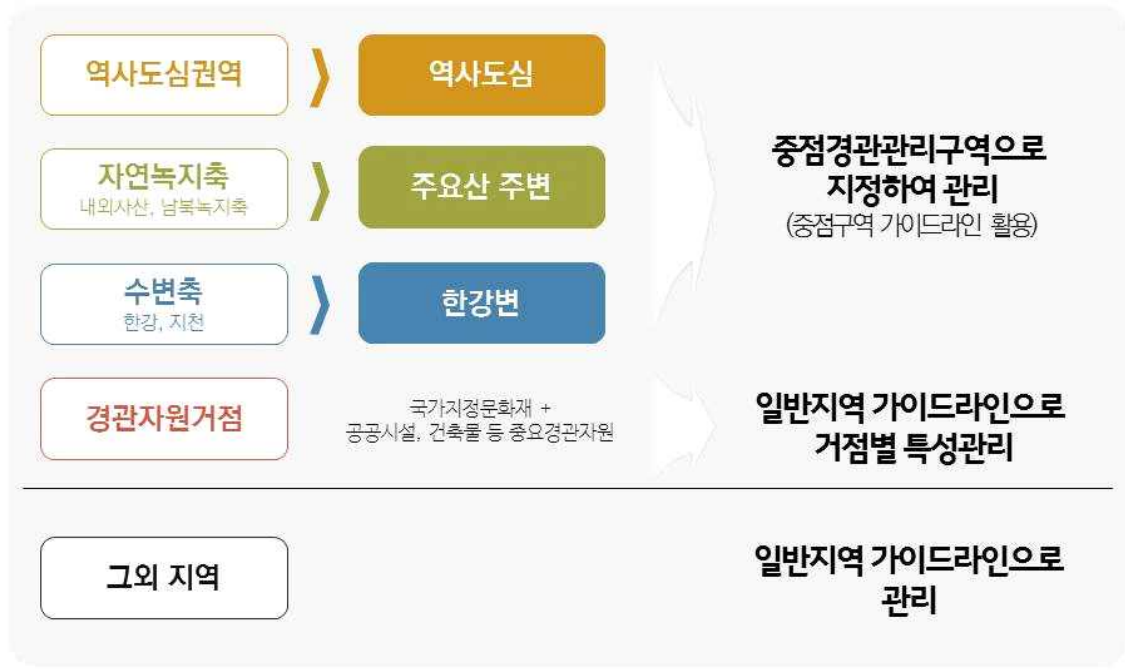 역사도심권역
역사도심
자연녹지축
내외사산, 남북녹지축
주요산 주변
수변축
한강, 지천
한강변
중점경관관리구역으로
지정하여 관리
(중점구역 가이드라인 활용)
경관자원거점
국가지정문화재 +
공공시설, 건축물 등 중요경관자원
일반지역 가이드라인으로
거점별 특성관리
그외 지역
일반지역 가이드라인으로
관리